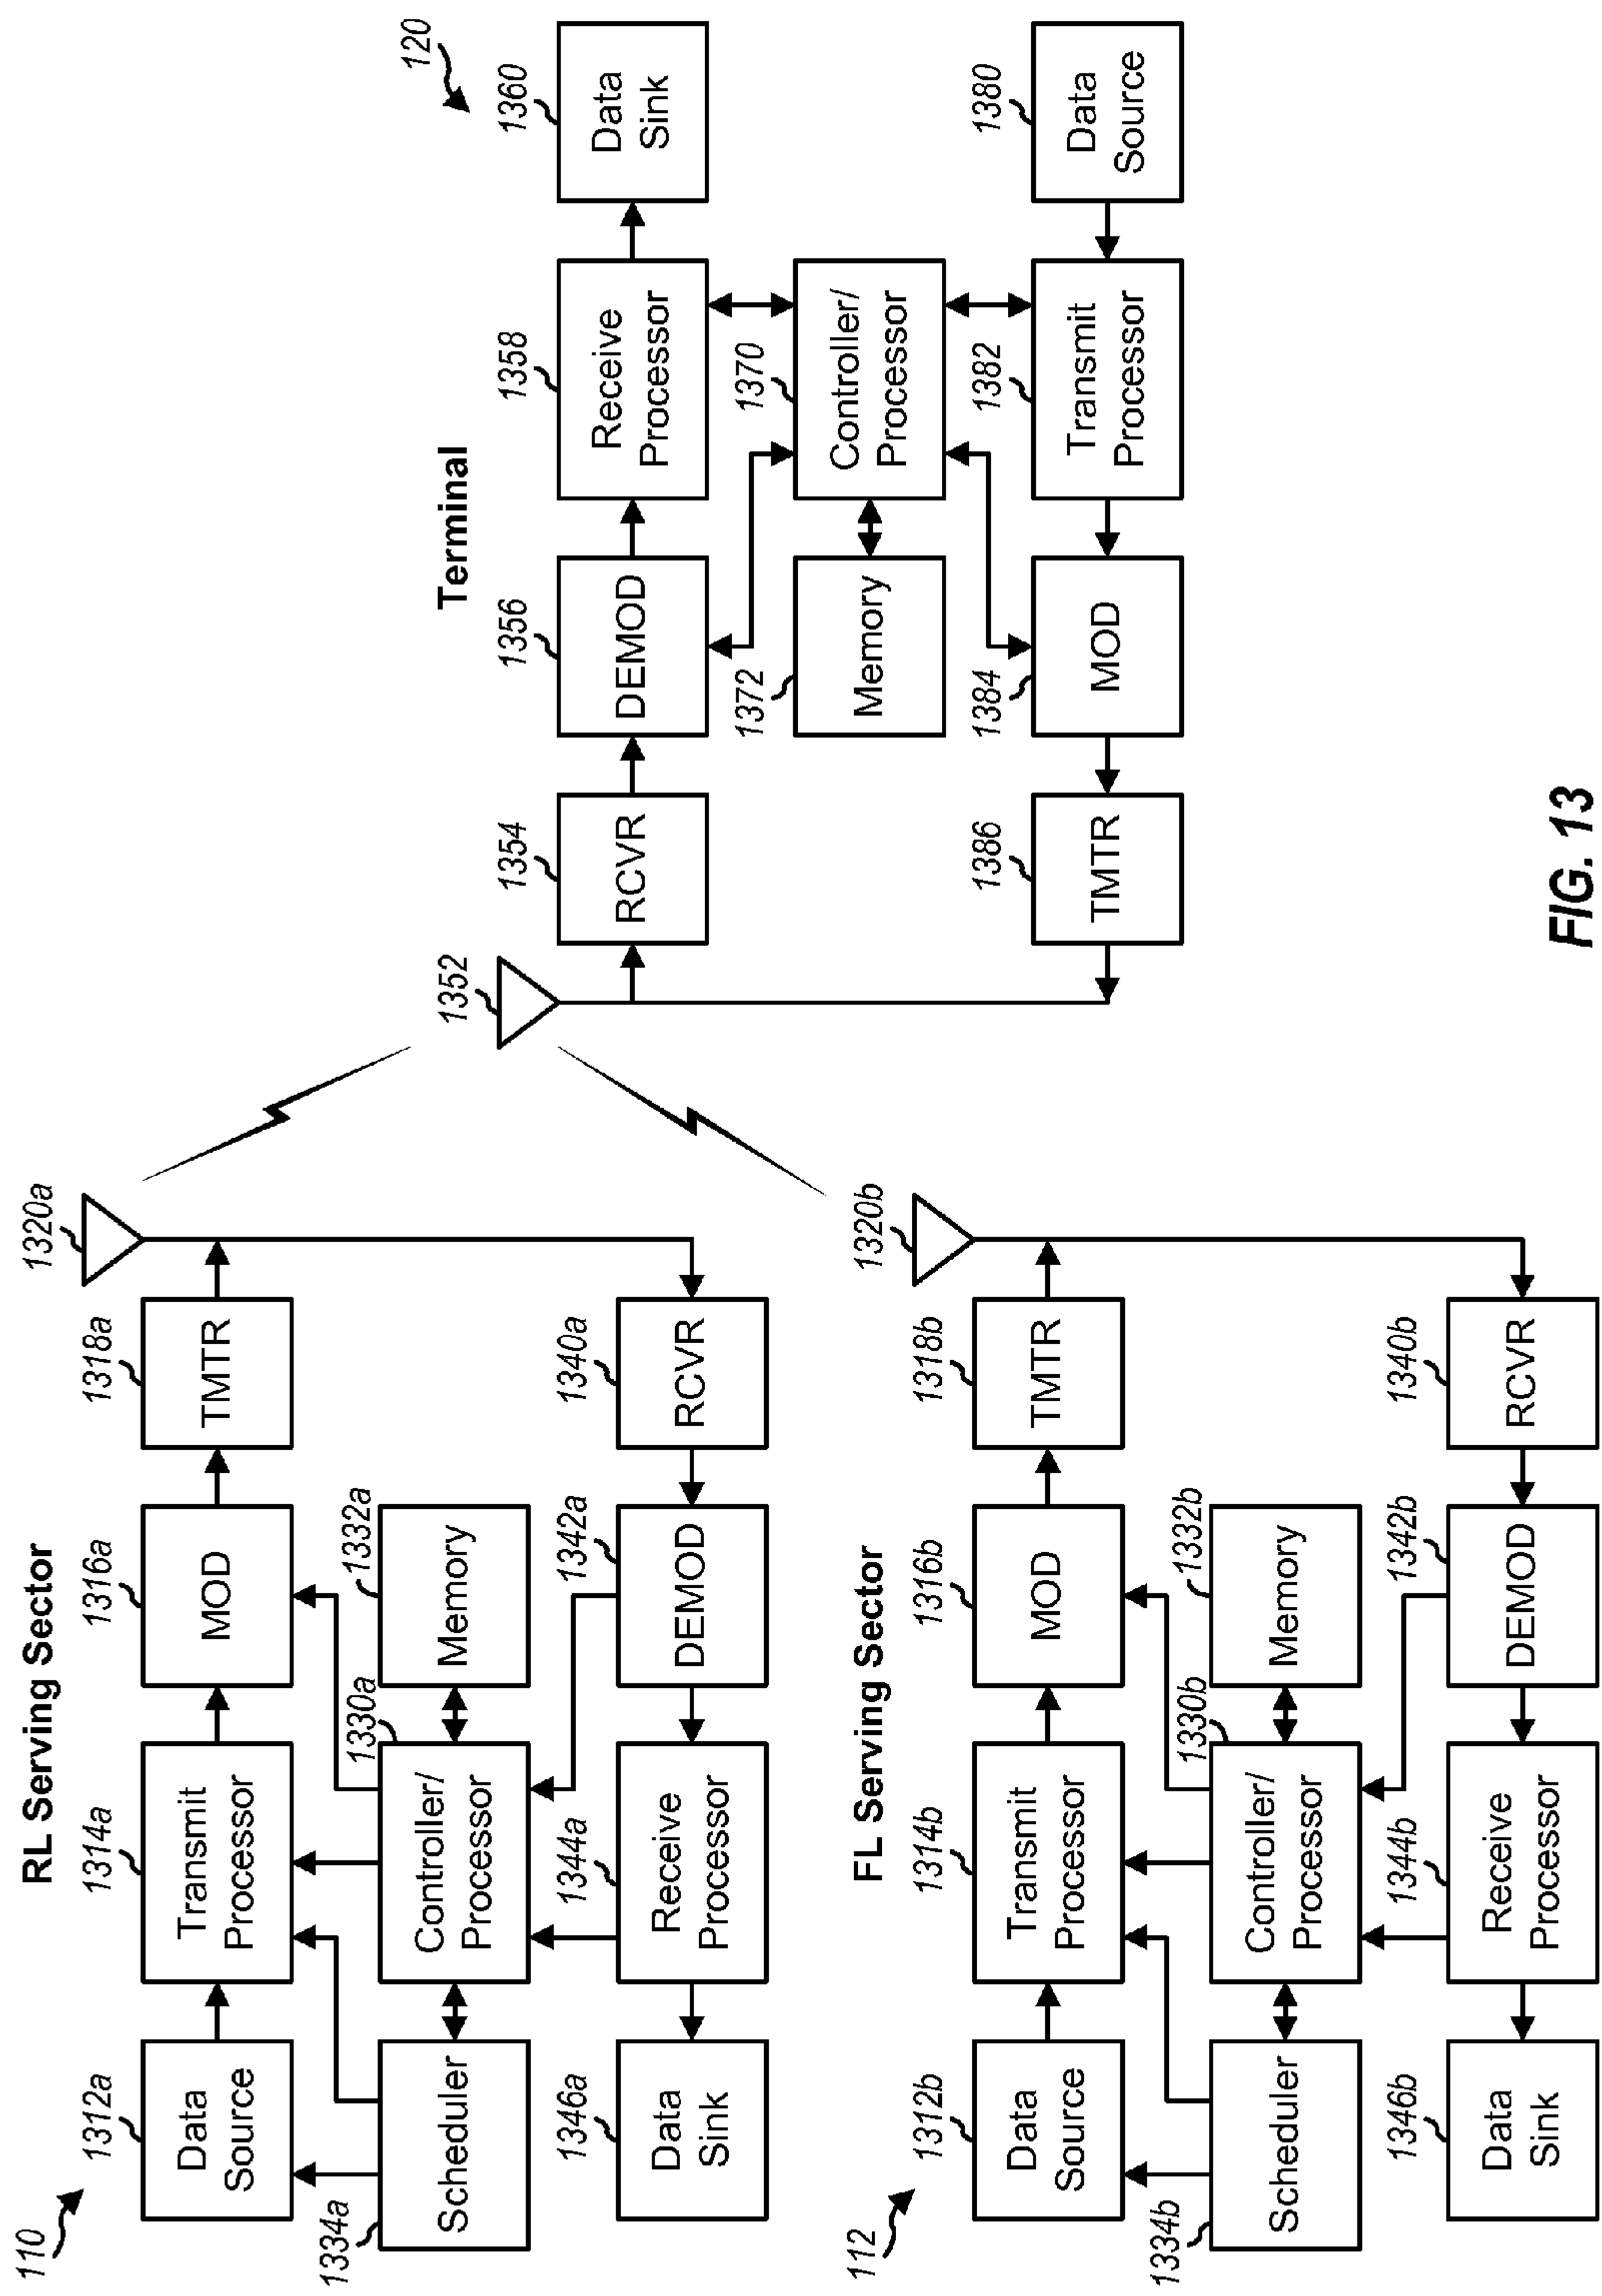 110
RL Serving Sector
1312a
Data
Source
1314a
Transmit
Processor
1316a
MOD
1318a
TMTR
1320a
1334a
Scheduler
1330a
Controller/
Processor
1332a
Memory
1346a
Data
Sink
1344a
Receive
Processor
1342a
DEMOD
1340a
RCVR
112
FL Serving Sector
1312b
Data
Source
1314b
Transmit
Processor
1316b
MOD
1318b
TMTR
1320b
1334b
Scheduler
1330b
Controller/
Processor
1332b
Memory
1346b
Data
Sink
1344b
Receive
Processor
1342b
DEMOD
1340b
RCVR
Terminal
120
1352
1354
RCVR
1356
DEMOD
1358
Receive
Processor
1360
Data
Sink
1372
Memory
1370
Controller/
Processor
1386
TMTR
1384
MOD
1382
Transmit
Processor
1380
Data
Source
FIG. 13